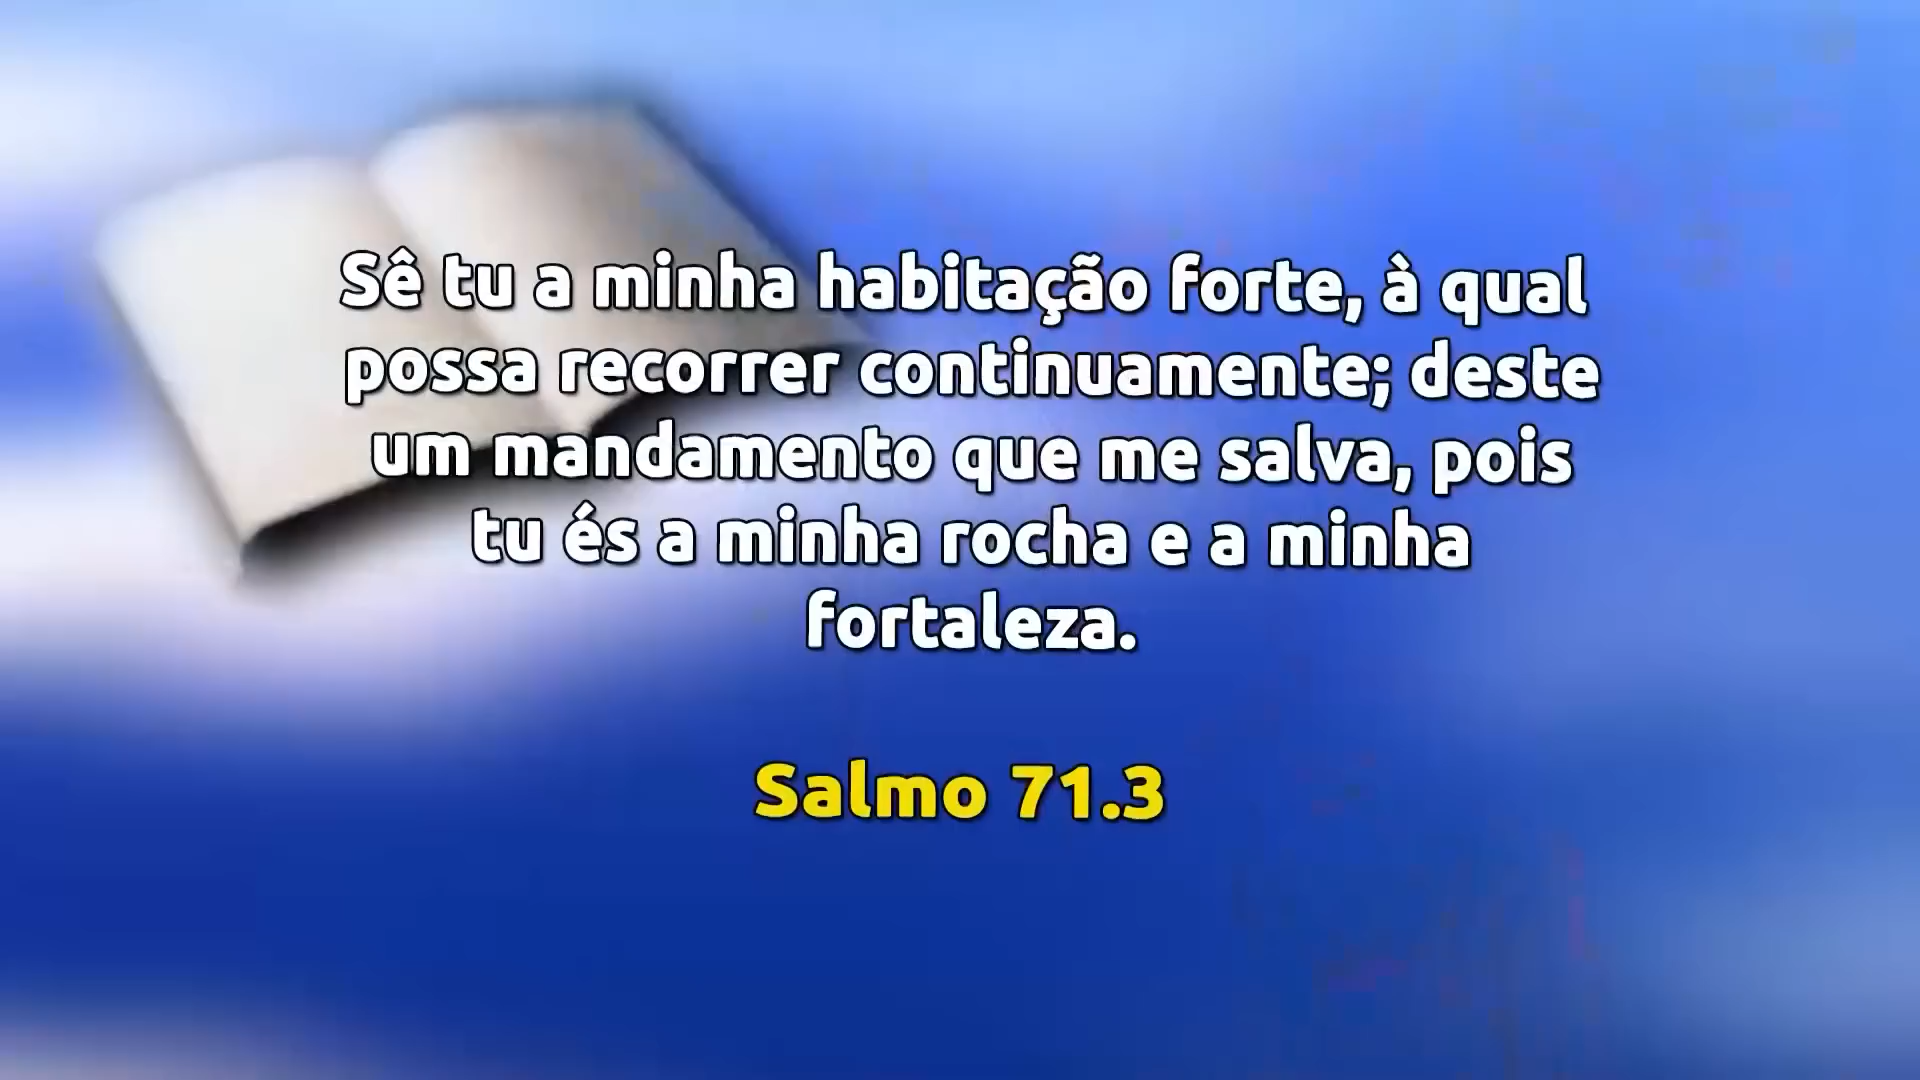 Sê tu a minha habitação forte, à qual
possa recorrer continuamente; deste
um mandamento que me salva, pois
tu és a minha rocha e a minha
fortaleza.
Salmo 71.3